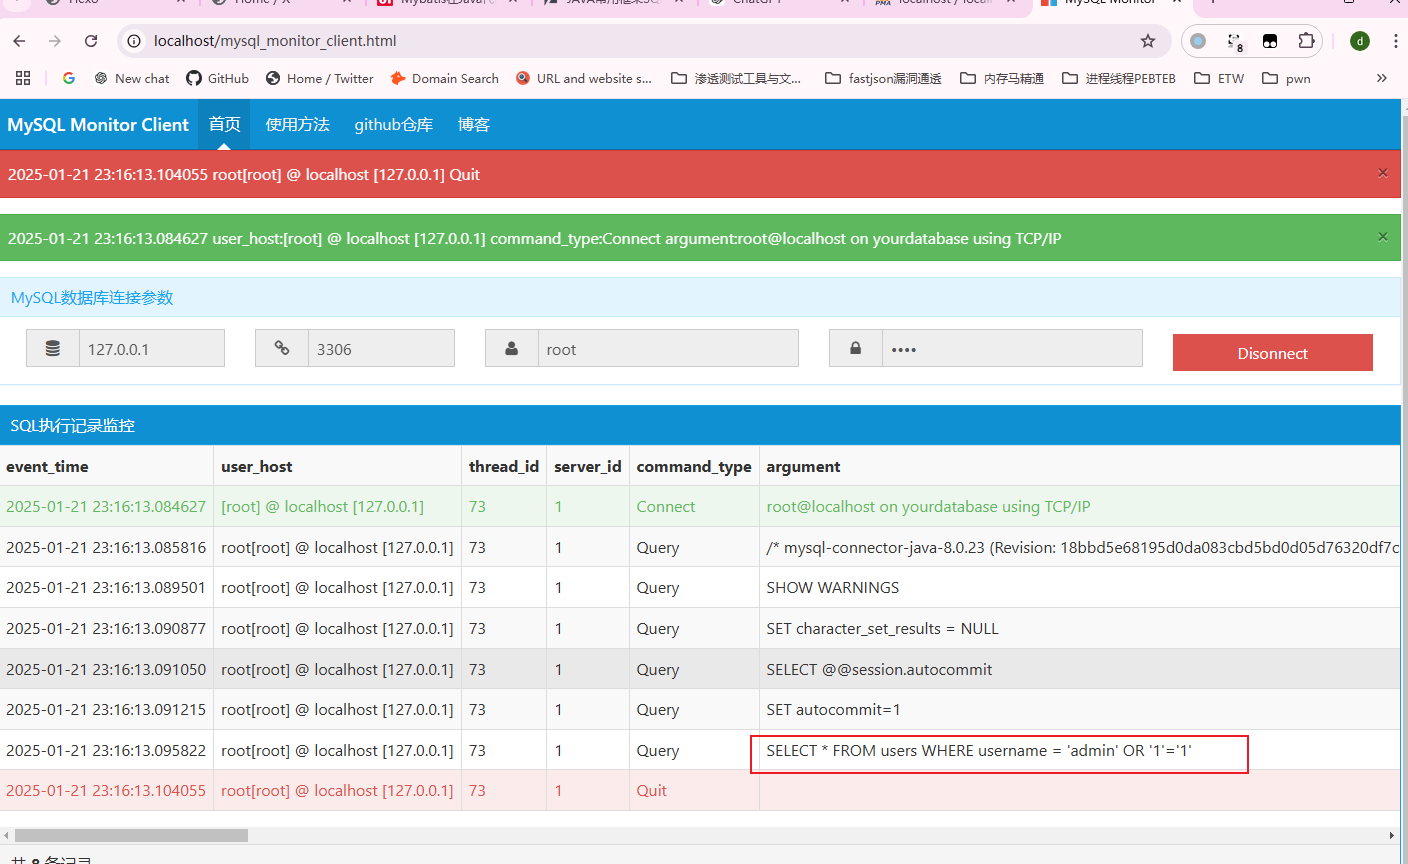 localhost/mysql_monitor_client.html
8
d
G New chat GitHub Home / Twitter Domain Search URL and website s... 渗透测试工具与文... fastjson漏洞通透 内存马精通 进程线程PEBTEB ETW pwn
MySQL Monitor Client 首页 使用方法 github仓库 博客
2025-01-21 23:16:13.104055 root[root] @ localhost [127.0.0.1] Quit ×
2025-01-21 23:16:13.084627 user_host:[root] @ localhost [127.0.0.1] command_type:Connect argument:root@localhost on yourdatabase using TCP/IP ×
MySQL数据库连接参数
127.0.0.1 3306 root •••• Disonnect
SQL执行记录监控
event_time user_host thread_id server_id command_type argument
2025-01-21 23:16:13.084627 [root] @ localhost [127.0.0.1] 73 1 Connect root@localhost on yourdatabase using TCP/IP
2025-01-21 23:16:13.085816 root[root] @ localhost [127.0.0.1] 73 1 Query /* mysql-connector-java-8.0.23 (Revision: 18bbd5e68195d0da083cbd5bd0d05d76320df7c
2025-01-21 23:16:13.089501 root[root] @ localhost [127.0.0.1] 73 1 Query SHOW WARNINGS
2025-01-21 23:16:13.090877 root[root] @ localhost [127.0.0.1] 73 1 Query SET character_set_results = NULL
2025-01-21 23:16:13.091050 root[root] @ localhost [127.0.0.1] 73 1 Query SELECT @@session.autocommit
2025-01-21 23:16:13.091215 root[root] @ localhost [127.0.0.1] 73 1 Query SET autocommit=1
2025-01-21 23:16:13.095822 root[root] @ localhost [127.0.0.1] 73 1 Query SELECT * FROM users WHERE username = 'admin' OR '1'='1'
2025-01-21 23:16:13.104055 root[root] @ localhost [127.0.0.1] 73 1 Quit
共 8 条记录